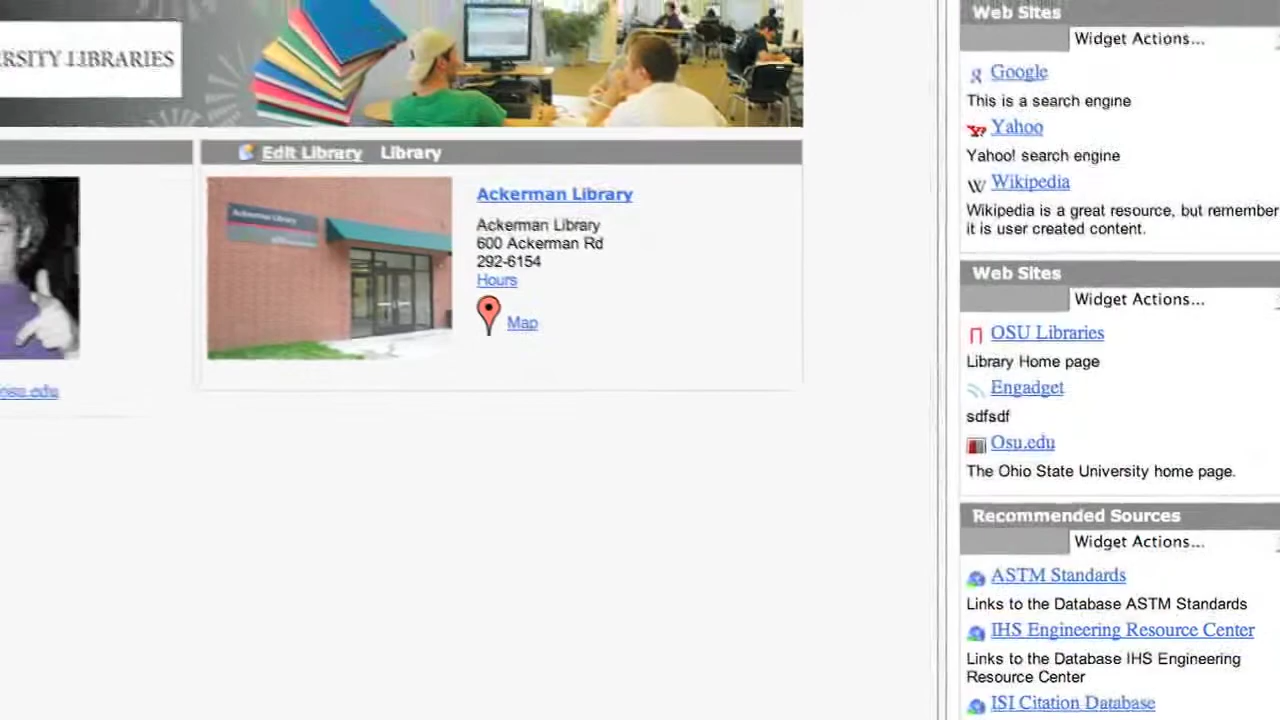 RSITY LIBRARIES
Edit Library Library
Ackerman Library
Ackerman Library
Ackerman Library
600 Ackerman Rd
292-6154
Hours
Map
osu.edu
Web Sites
Widget Actions...
Google
This is a search engine
Yahoo
Yahoo! search engine
W Wikipedia
Wikipedia is a great resource, but remember
it is user created content.
Web Sites
Widget Actions...
OSU Libraries
Library Home page
Engadget
sdfsdf
Osu.edu
The Ohio State University home page.
Recommended Sources
Widget Actions...
ASTM Standards
Links to the Database ASTM Standards
IHS Engineering Resource Center
Links to the Database IHS Engineering
Resource Center
ISI Citation Database